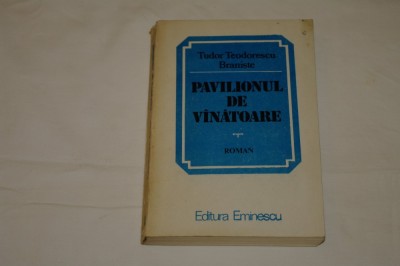 Tudor Teodorescu
Braniste
PAVILIONUL
DE
VÎNĂTOARE
ROMAN
Editura Eminescu